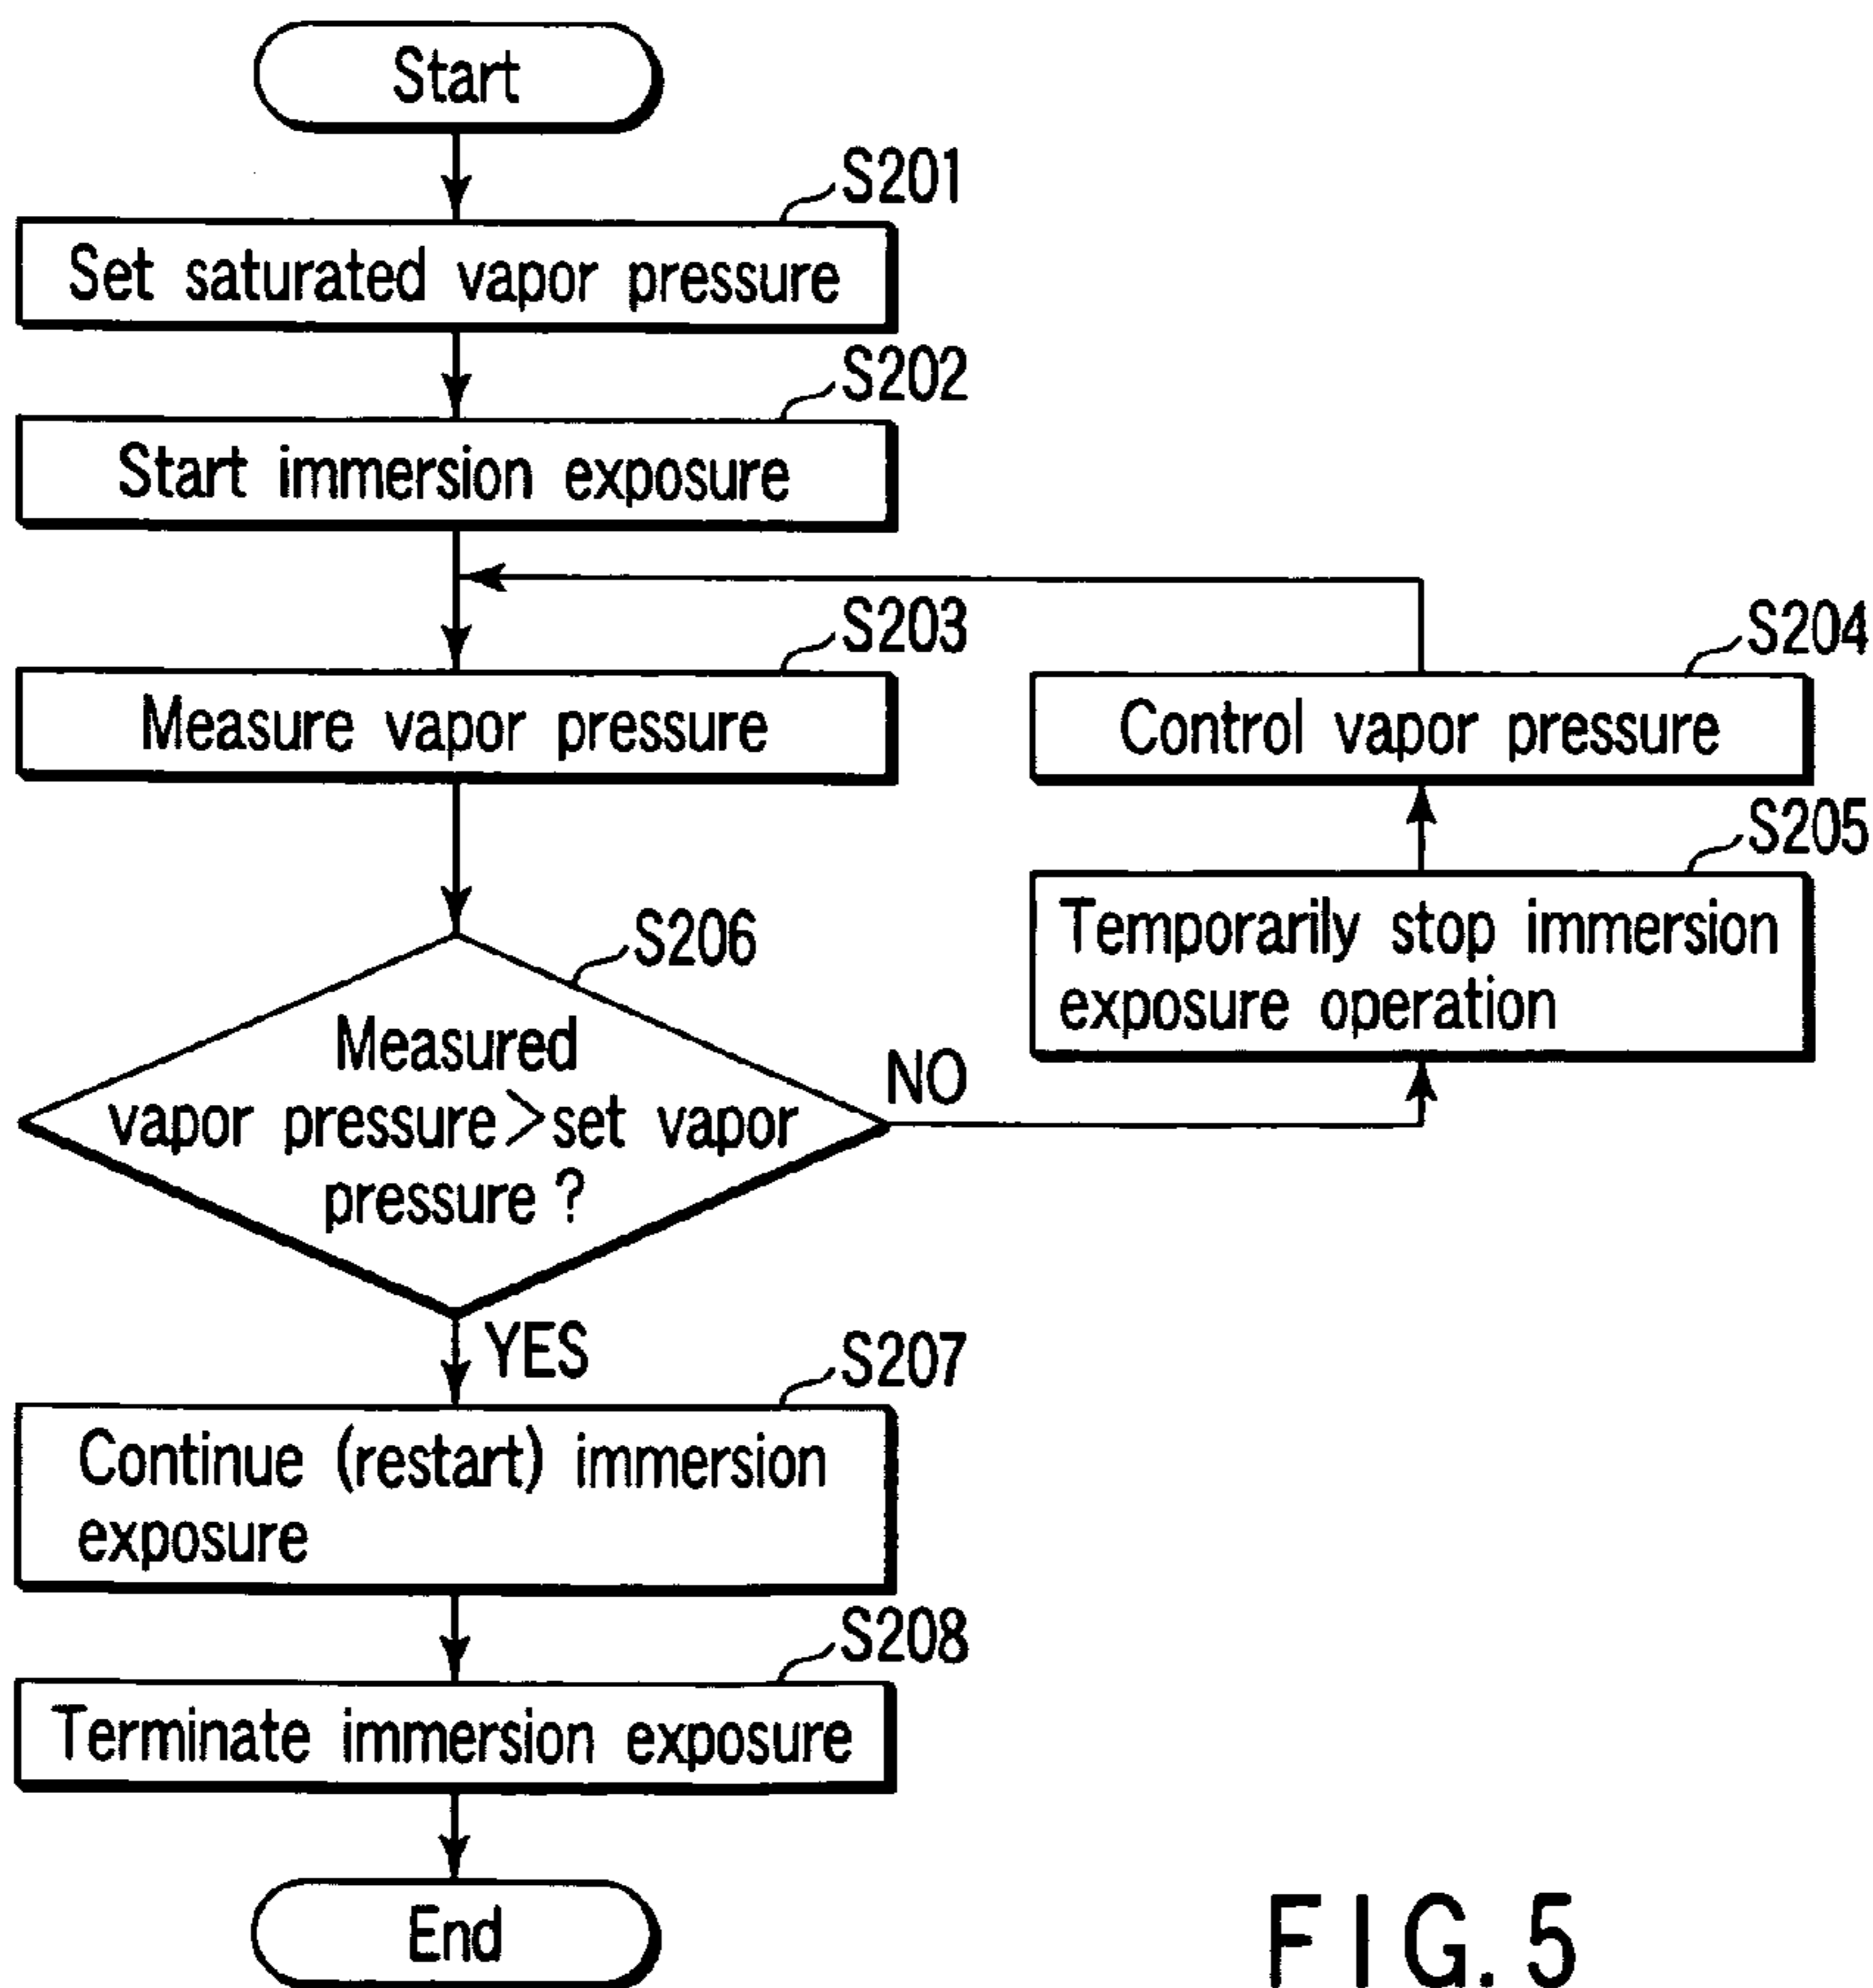 Start
S201
Set saturated vapor pressure
S202
Start immersion exposure
S203
Measure vapor pressure
S204
Control vapor pressure
S205
Temporarily stop immersion
exposure operation
S206
Measured
vapor pressure>set vapor
pressure ?
NO
YES
S207
Continue (restart) immersion
exposure
S208
Terminate immersion exposure
End
FIG. 5